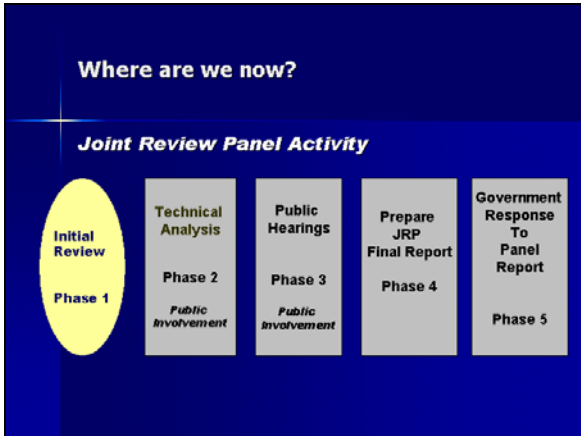 Where are we now?
Joint Review Panel Activity
Initial
Review
Phase 1
Technical
Analysis
Phase 2
Public
Involvement
Public
Hearings
Phase 3
Public
Involvement
Prepare
JRP
Final Report
Phase 4
Government
Response
To
Panel
Report
Phase 5